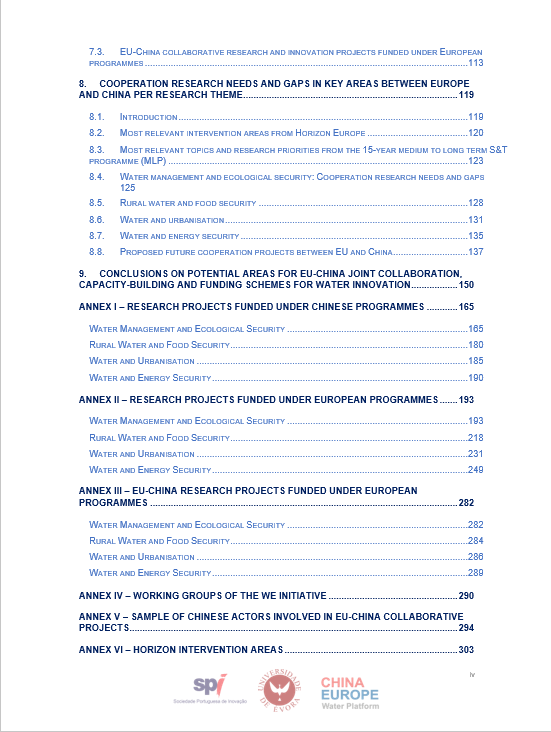 7.3. EU-China collaborative research and innovation projects funded under European
programmes ........ 113
8. COOPERATION RESEARCH NEEDS AND GAPS IN KEY AREAS BETWEEN EUROPE
AND CHINA PER RESEARCH THEME ........ 119
8.1. Introduction ........ 119
8.2. Most relevant intervention areas from Horizon Europe ........ 120
8.3. Most relevant topics and research priorities from the 15-year medium to long term S&T
programme (MLP) ........ 123
8.4. Water management and ecological security: Cooperation research needs and gaps
125
8.5. Rural water and food security ........ 128
8.6. Water and urbanisation ........ 131
8.7. Water and energy security ........ 135
8.8. Proposed future cooperation projects between EU and China ........ 137
9. CONCLUSIONS ON POTENTIAL AREAS FOR EU-CHINA JOINT COLLABORATION,
CAPACITY-BUILDING AND FUNDING SCHEMES FOR WATER INNOVATION ........ 150
ANNEX I – RESEARCH PROJECTS FUNDED UNDER CHINESE PROGRAMMES ........ 165
Water Management and Ecological Security ........ 165
Rural Water and Food Security ........ 180
Water and Urbanisation ........ 185
Water and Energy Security ........ 190
ANNEX II – RESEARCH PROJECTS FUNDED UNDER EUROPEAN PROGRAMMES ........ 193
Water Management and Ecological Security ........ 193
Rural Water and Food Security ........ 218
Water and Urbanisation ........ 231
Water and Energy Security ........ 249
ANNEX III – EU-CHINA RESEARCH PROJECTS FUNDED UNDER EUROPEAN
PROGRAMMES ........ 282
Water Management and Ecological Security ........ 282
Rural Water and Food Security ........ 284
Water and Urbanisation ........ 286
Water and Energy Security ........ 289
ANNEX IV – WORKING GROUPS OF THE WE INITIATIVE ........ 290
ANNEX V – SAMPLE OF CHINESE ACTORS INVOLVED IN EU-CHINA COLLABORATIVE
PROJECTS ........ 294
ANNEX VI – HORIZON INTERVENTION AREAS ........ 303
iv
spi
Sociedade Portuguesa de Inovação
UNIVERSIDADE DE ÉVORA
CHINA
EUROPE
Water Platform